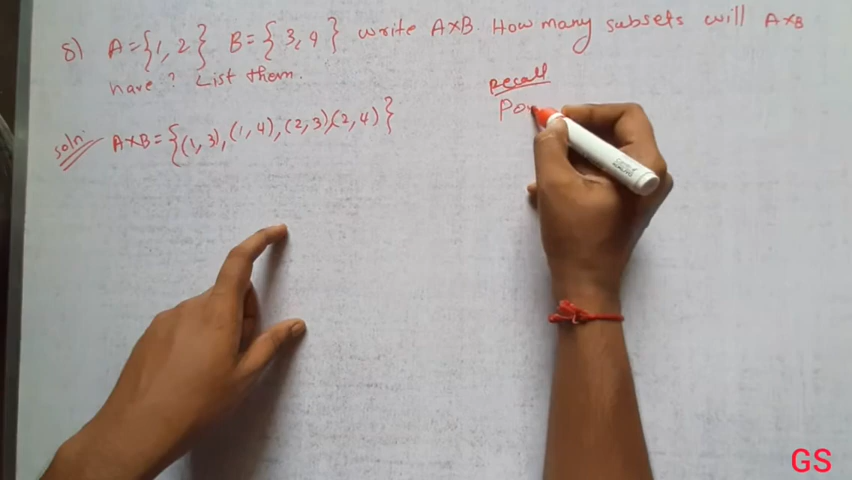 8) A={1, 2} B={3, 4} write A×B. How many subsets will A×B
have? List them.
Recall
Pow
soln: A×B={(1, 3), (1, 4), (2, 3), (2, 4)}
GS